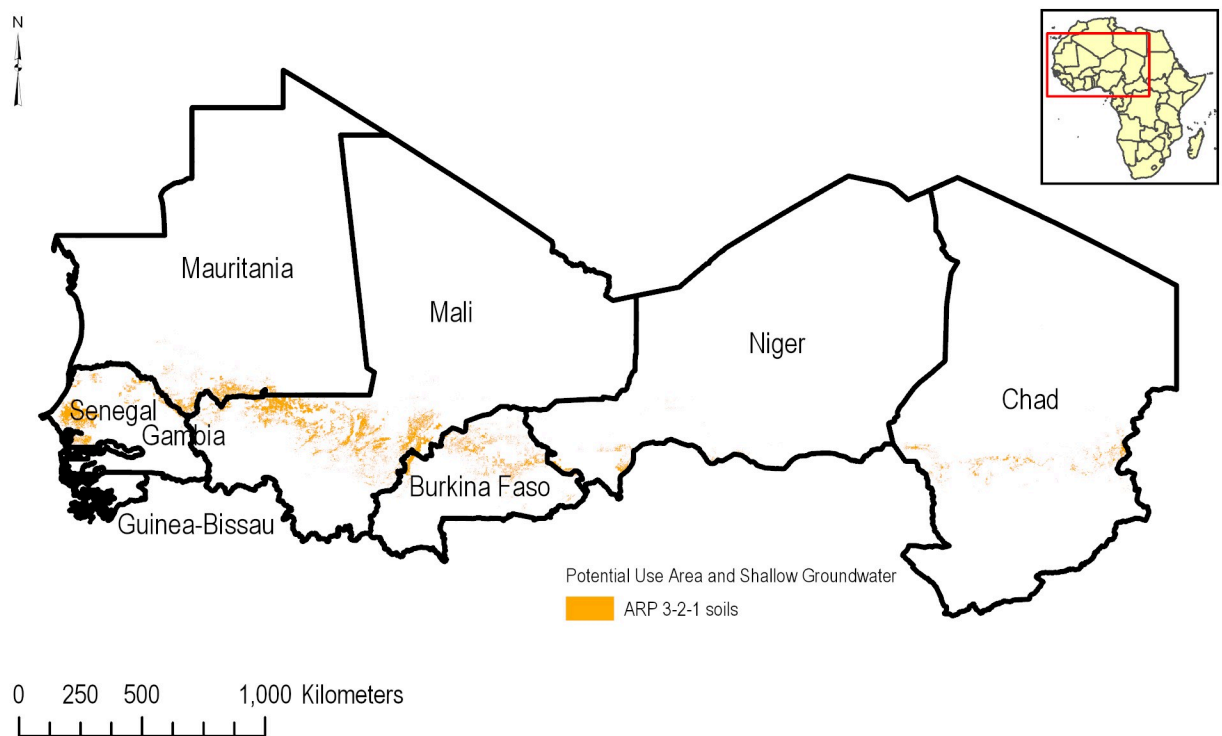 N
Mauritania
Mali
Niger
Chad
Senegal
Gambia
Burkina Faso
Guinea-Bissau
Potential Use Area and Shallow Groundwater
ARP 3-2-1 soils
0 250 500 1,000 Kilometers